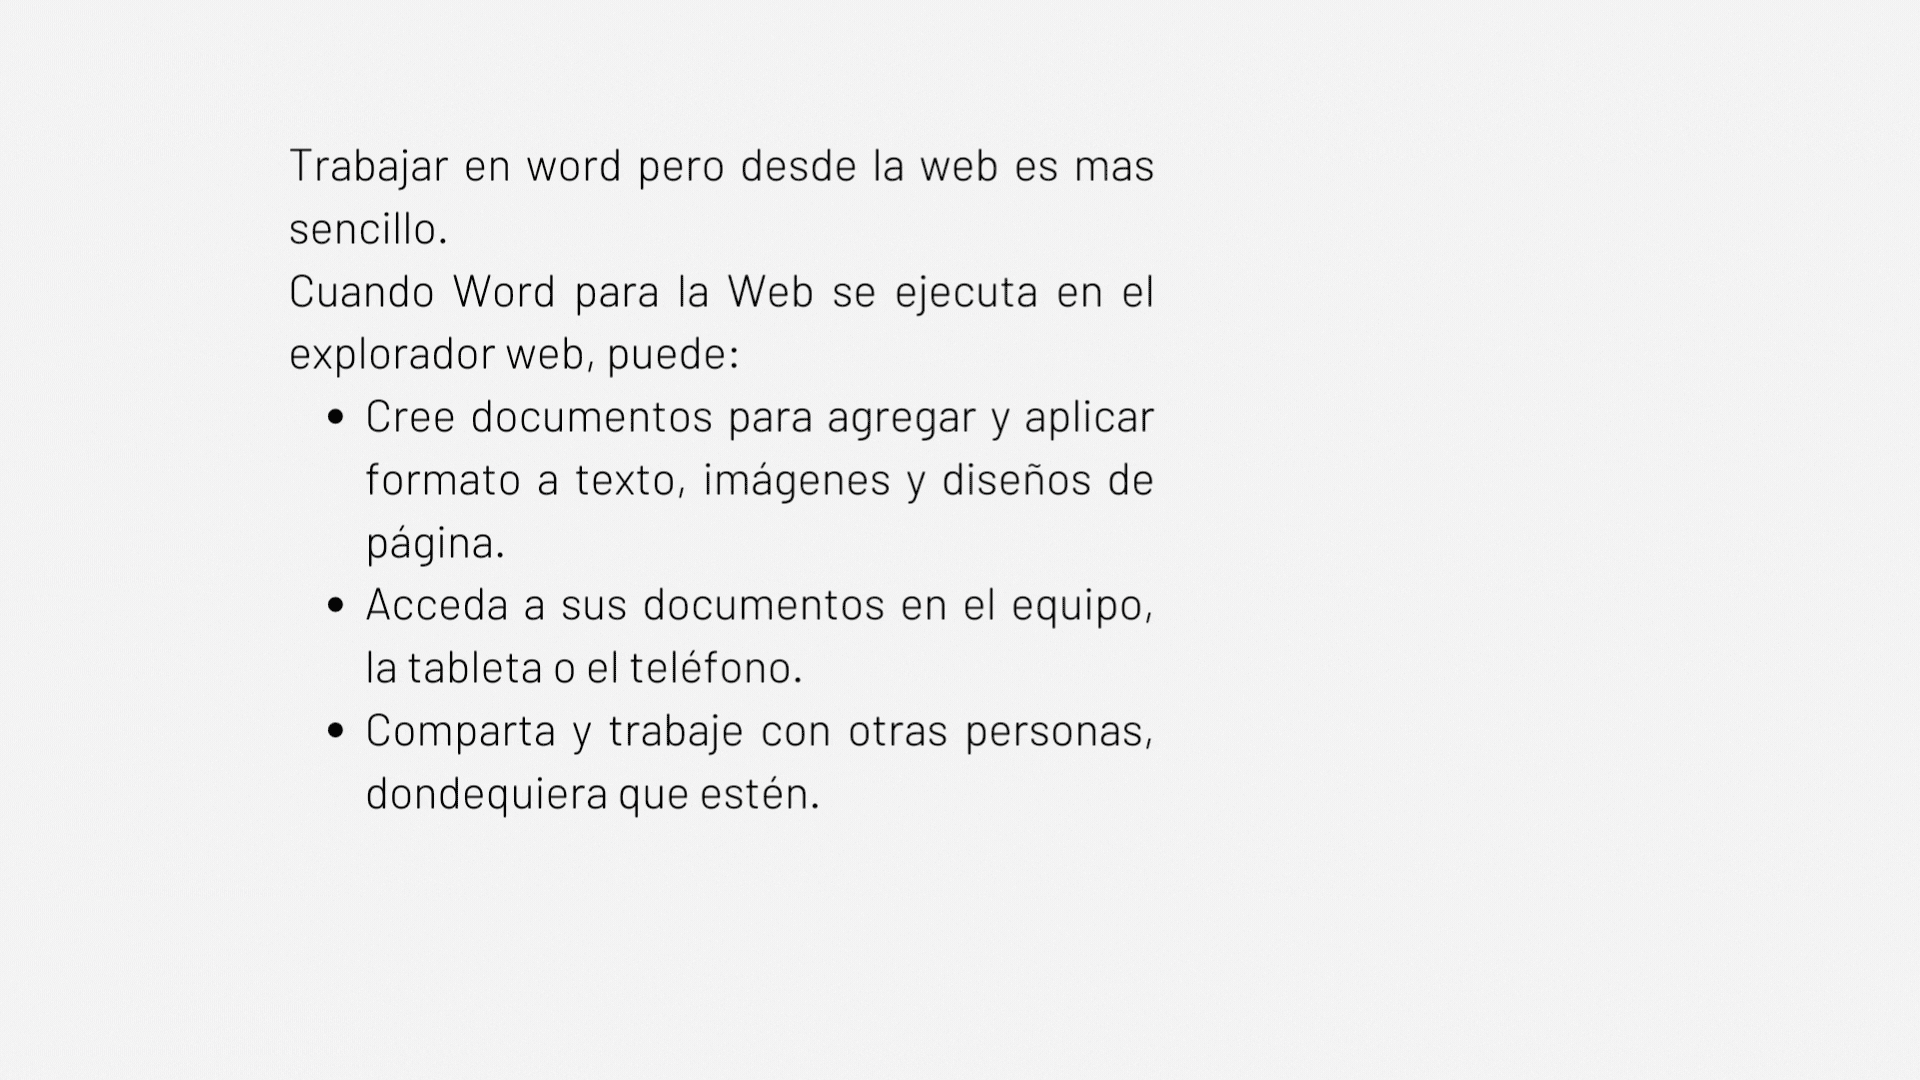 Trabajar en word pero desde la web es mas
sencillo.
Cuando Word para la Web se ejecuta en el
explorador web, puede:
• Cree documentos para agregar y aplicar
formato a texto, imágenes y diseños de
página.
• Acceda a sus documentos en el equipo,
la tableta o el teléfono.
• Comparta y trabaje con otras personas,
dondequiera que estén.